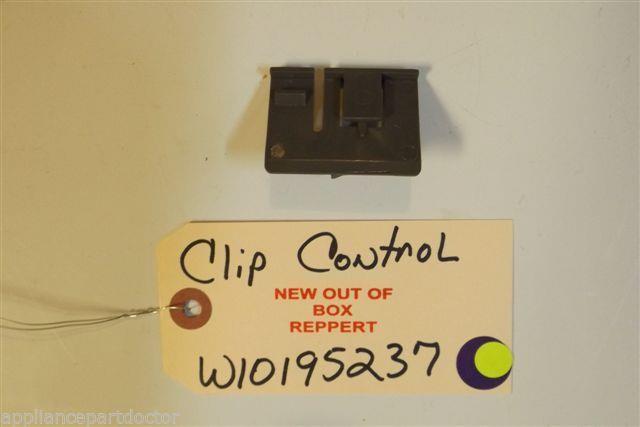 Clip Control
NEW OUT OF
BOX
REPPERT
W10195237
appliancepartdoctor